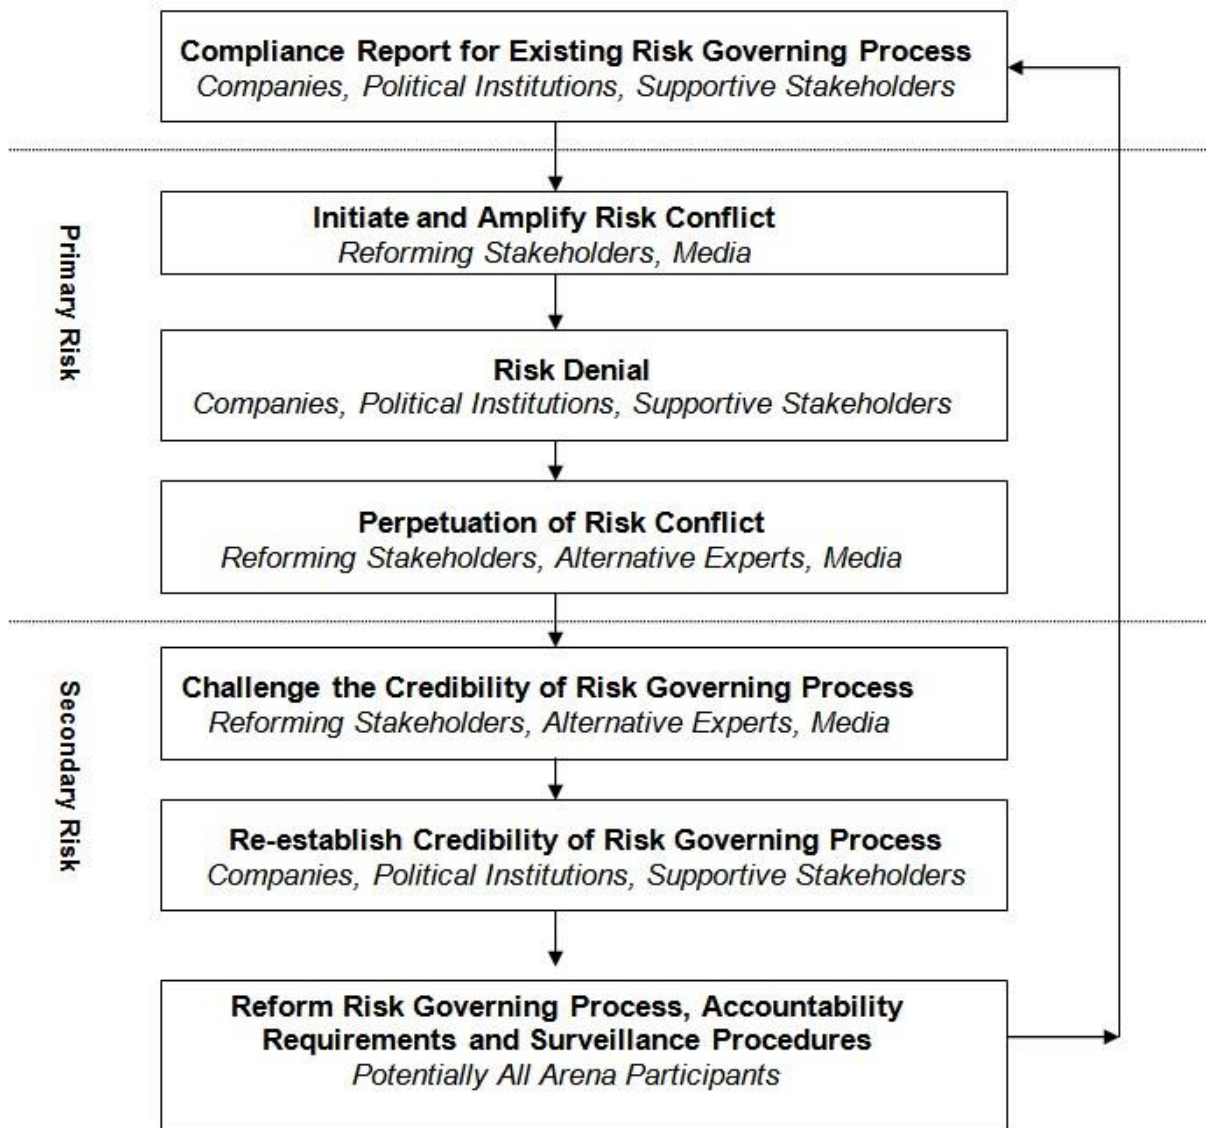 Compliance Report for Existing Risk Governing Process
Companies, Political Institutions, Supportive Stakeholders
Primary Risk
Initiate and Amplify Risk Conflict
Reforming Stakeholders, Media
Risk Denial
Companies, Political Institutions, Supportive Stakeholders
Perpetuation of Risk Conflict
Reforming Stakeholders, Alternative Experts, Media
Secondary Risk
Challenge the Credibility of Risk Governing Process
Reforming Stakeholders, Alternative Experts, Media
Re-establish Credibility of Risk Governing Process
Companies, Political Institutions, Supportive Stakeholders
Reform Risk Governing Process, Accountability
Requirements and Surveillance Procedures
Potentially All Arena Participants